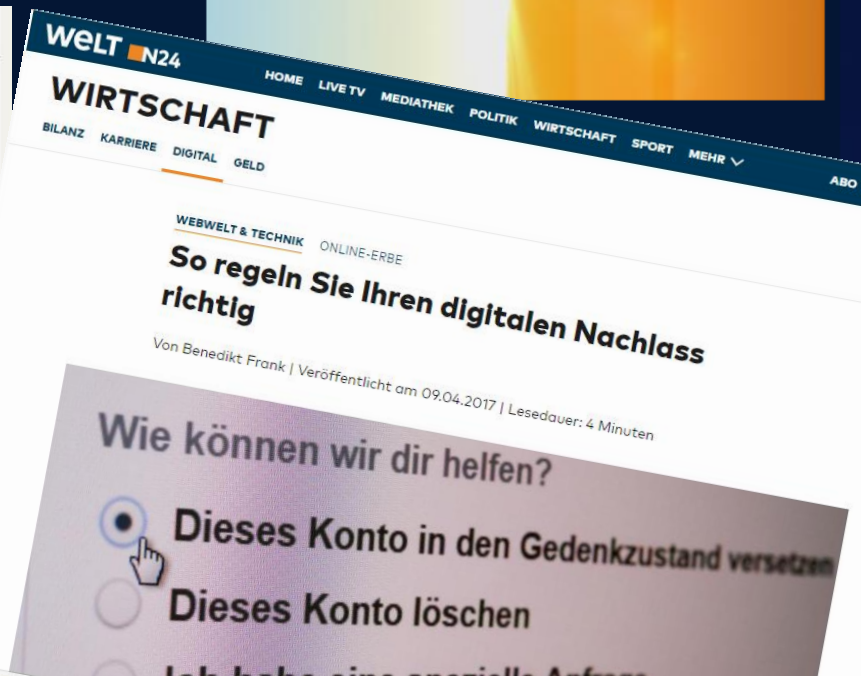 WELT N24
HOME LIVE TV MEDIATHEK POLITIK WIRTSCHAFT SPORT MEHR ABO
WIRTSCHAFT
BILANZ KARRIERE DIGITAL GELD
WEBWELT & TECHNIK ONLINE-ERBE
So regeln Sie Ihren digitalen Nachlass
richtig
Von Benedikt Frank | Veröffentlicht am 09.04.2017 | Lesedauer: 4 Minuten
Wie können wir dir helfen?
Dieses Konto in den Gedenkzustand versetzen
Dieses Konto löschen